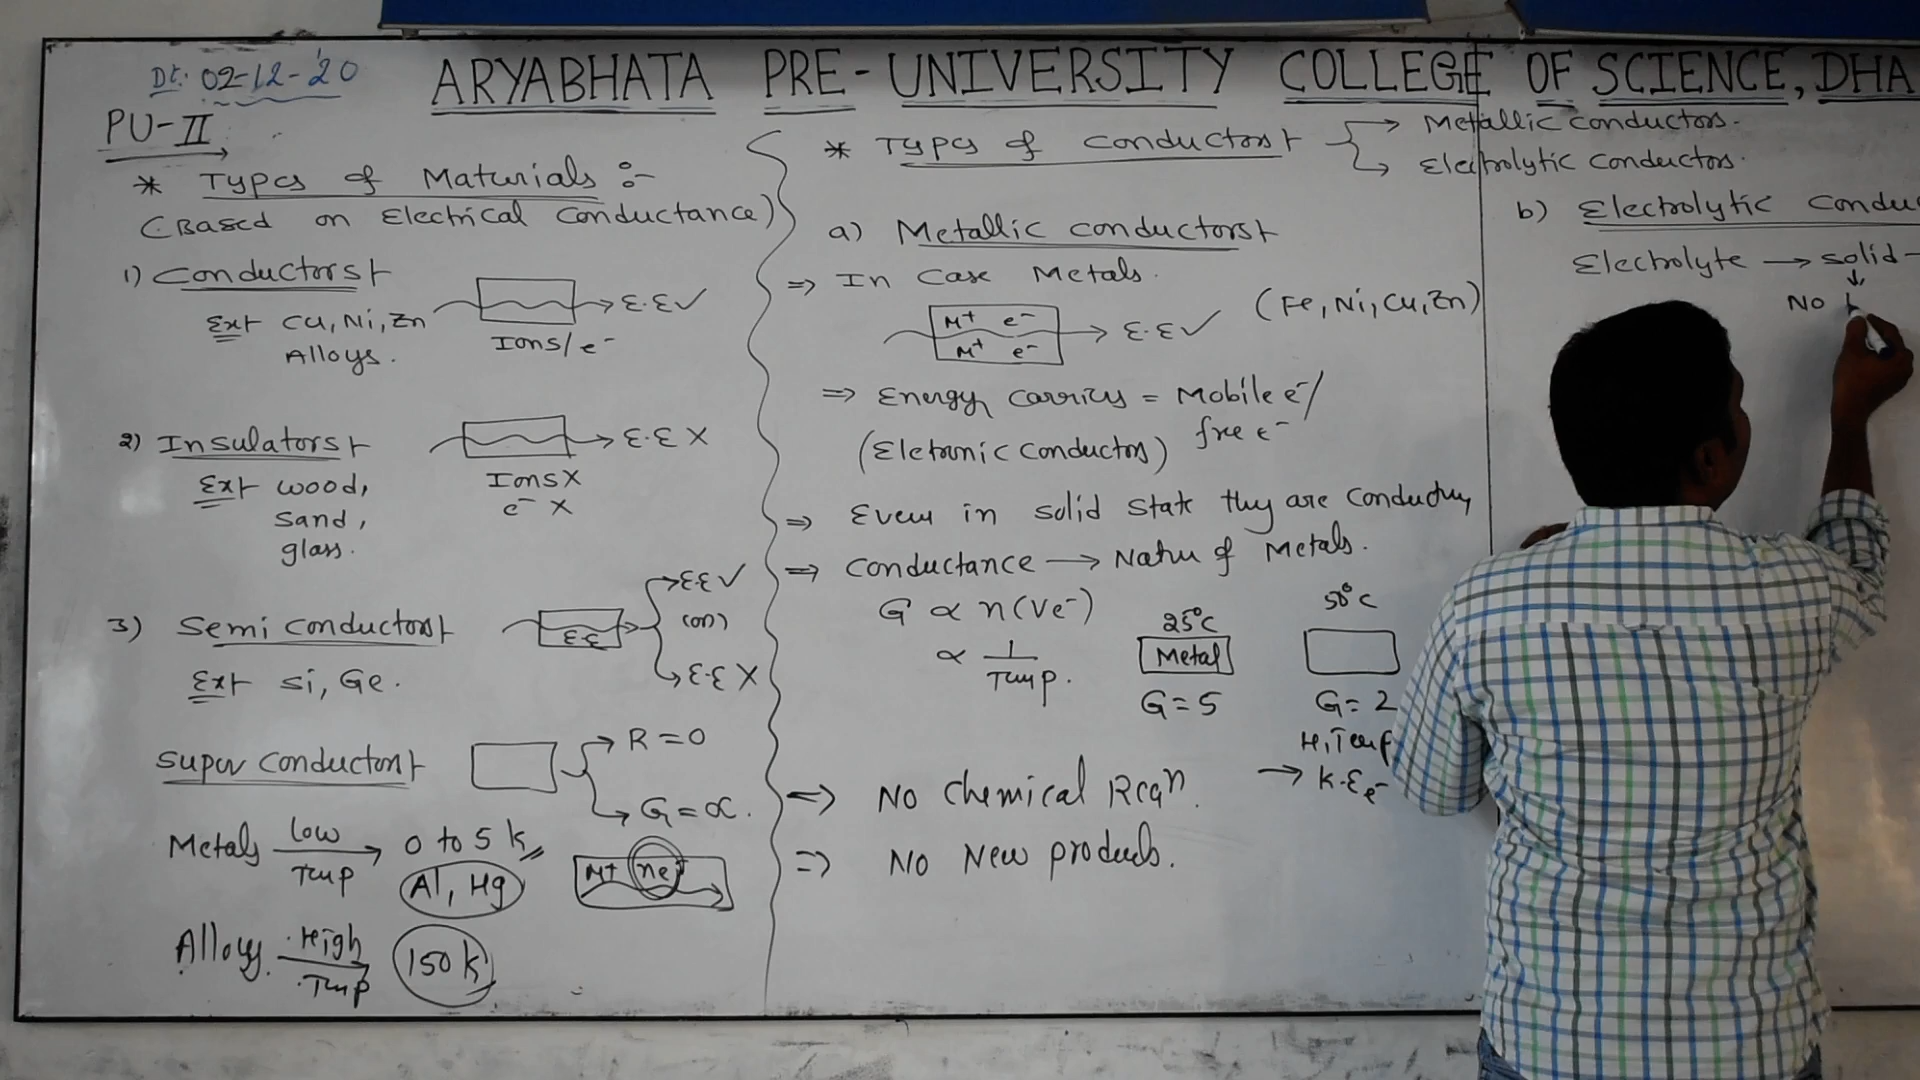 Dt: 02-12-'20
ARYABHATA PRE-UNIVERSITY COLLEGE OF SCIENCE, DHA
PU-II
* Types of Materials :-
(Based on Electrical Conductance)
1) Conductors:
Ex: Cu, Ni, Zn
Alloys.
E.E ✓
Ions/e⁻
2) Insulators:
Ex: wood,
sand,
glass.
E.E X
Ions X
e⁻ X
3) Semi conductors:
Ex: Si, Ge.
E.E
E.E ✓
(or)
E.E X
Super Conductors:
R = 0
G = ∝.
Metals Low Temp → 0 to 5 k
Al, Hg
M+ ne⁻
Alloys. High Temp → 150 k
* Types of conductors: → Metallic conductors.
→ Electrolytic conductors.
a) Metallic conductors:
⇒ In Case Metals.
M+ e⁻
M+ e⁻
→ E.E ✓ (Fe, Ni, Cu, Zn)
⇒ Energy carries = Mobile e⁻/
free e⁻
(Eletronic conductors)
⇒ Even in solid state they are conducting
⇒ conductance → Nature of Metals.
G ∝ n(Ve⁻)
∝ 1/Temp.
25°C
Metal
G = 5
50°C
G = 2
H, Temp
→ K.E e⁻
⇒ No chemical Reqn.
⇒ No New products.
b) Electrolytic condu
Electrolyte → solid -
↓
No